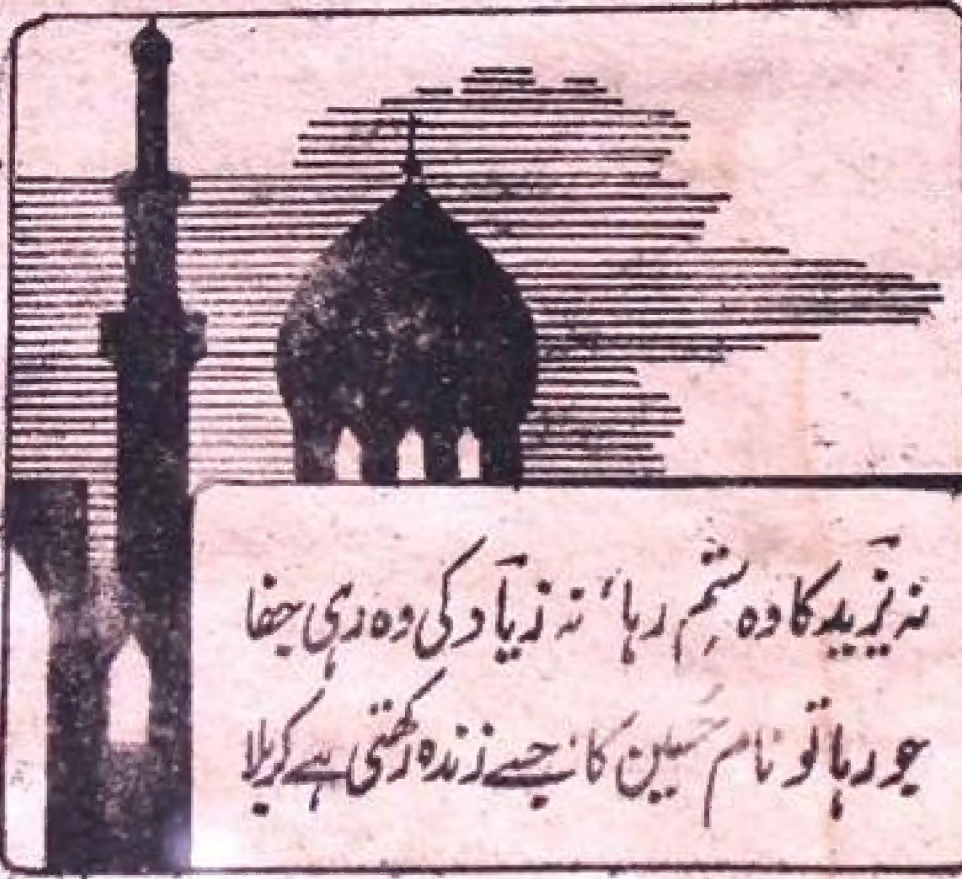 نہ یزید کا وہ ستم رہا، نہ زیاد کی وہ رہی جفا
جو رہا تو نام حسین کا، جسے زندہ رکھتی ہے کربلا